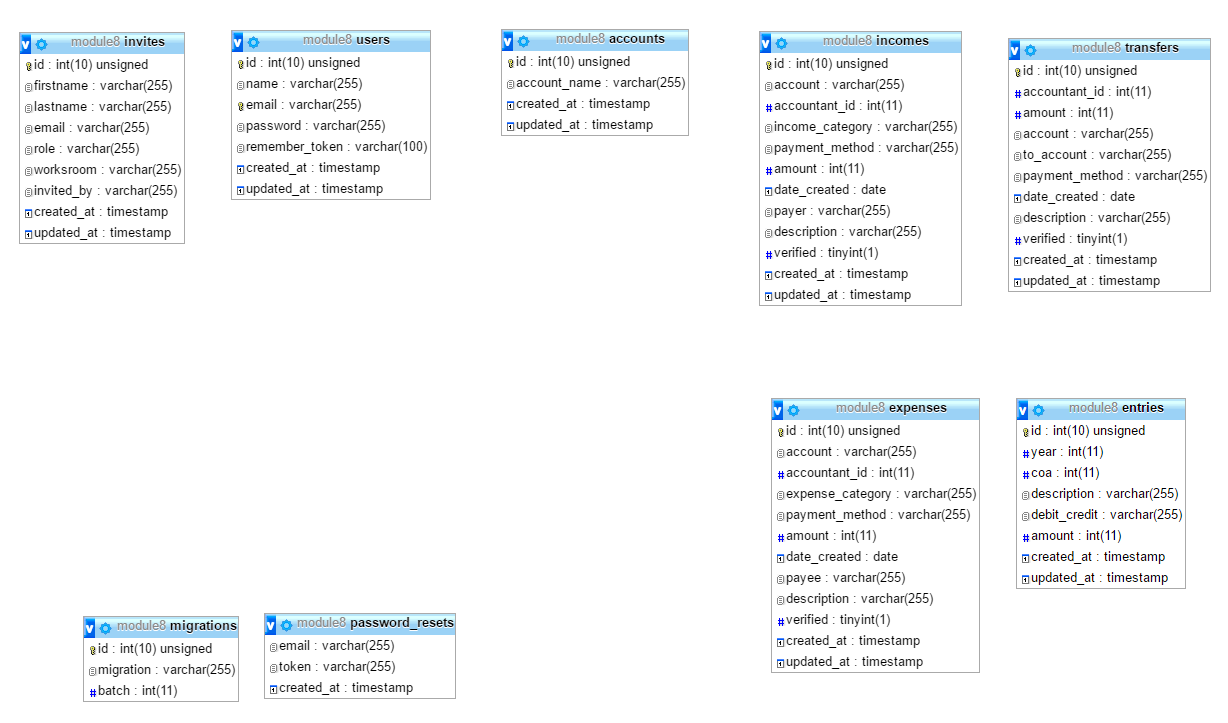 module8 invites
id : int(10) unsigned
firstname : varchar(255)
lastname : varchar(255)
email : varchar(255)
role : varchar(255)
worksroom : varchar(255)
invited_by : varchar(255)
created_at : timestamp
updated_at : timestamp
module8 users
id : int(10) unsigned
name : varchar(255)
email : varchar(255)
password : varchar(255)
remember_token : varchar(100)
created_at : timestamp
updated_at : timestamp
module8 accounts
id : int(10) unsigned
account_name : varchar(255)
created_at : timestamp
updated_at : timestamp
module8 incomes
id : int(10) unsigned
account : varchar(255)
accountant_id : int(11)
income_category : varchar(255)
payment_method : varchar(255)
amount : int(11)
date_created : date
payer : varchar(255)
description : varchar(255)
verified : tinyint(1)
created_at : timestamp
updated_at : timestamp
module8 transfers
id : int(10) unsigned
accountant_id : int(11)
amount : int(11)
account : varchar(255)
to_account : varchar(255)
payment_method : varchar(255)
date_created : date
description : varchar(255)
verified : tinyint(1)
created_at : timestamp
updated_at : timestamp
module8 expenses
id : int(10) unsigned
account : varchar(255)
accountant_id : int(11)
expense_category : varchar(255)
payment_method : varchar(255)
amount : int(11)
date_created : date
payee : varchar(255)
description : varchar(255)
verified : tinyint(1)
created_at : timestamp
updated_at : timestamp
module8 entries
id : int(10) unsigned
year : int(11)
coa : int(11)
description : varchar(255)
debit_credit : varchar(255)
amount : int(11)
created_at : timestamp
updated_at : timestamp
module8 migrations
id : int(10) unsigned
migration : varchar(255)
batch : int(11)
module8 password_resets
email : varchar(255)
token : varchar(255)
created_at : timestamp